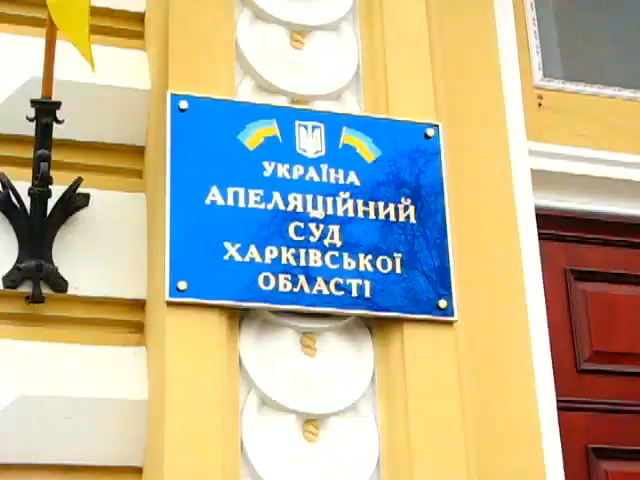 УКРАЇНА
АПЕЛЯЦІЙНИЙ
СУД
ХАРКІВСЬКОЇ
ОБЛАСТІ